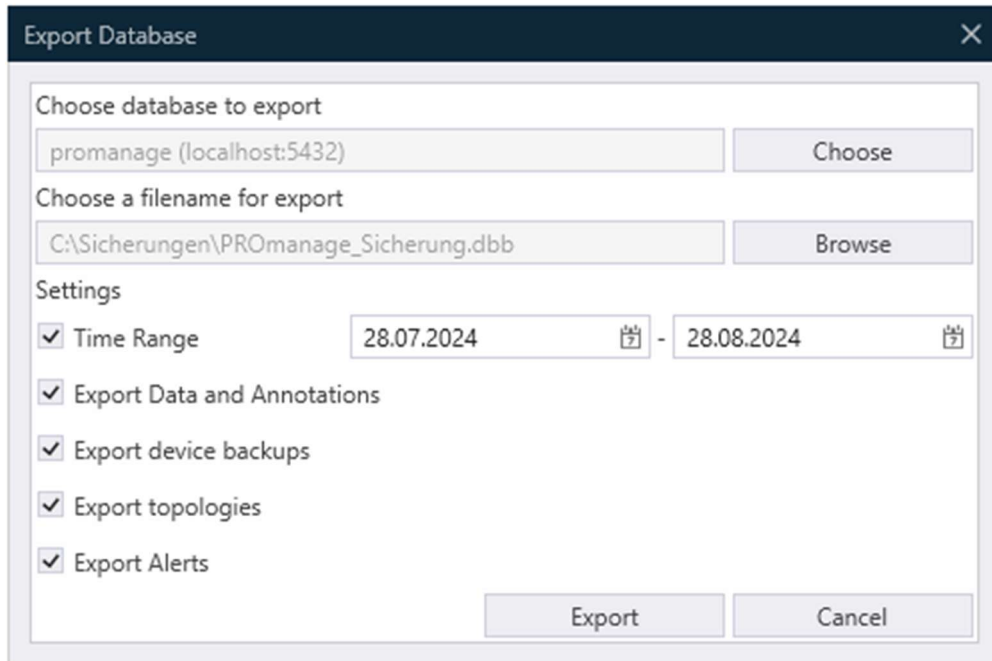 Export Database
Choose database to export
promanage (localhost:5432)
Choose
Choose a filename for export
C:\Sicherungen\PROmanage_Sicherung.dbb
Browse
Settings
Time Range 28.07.2024 - 28.08.2024
Export Data and Annotations
Export device backups
Export topologies
Export Alerts
Export
Cancel